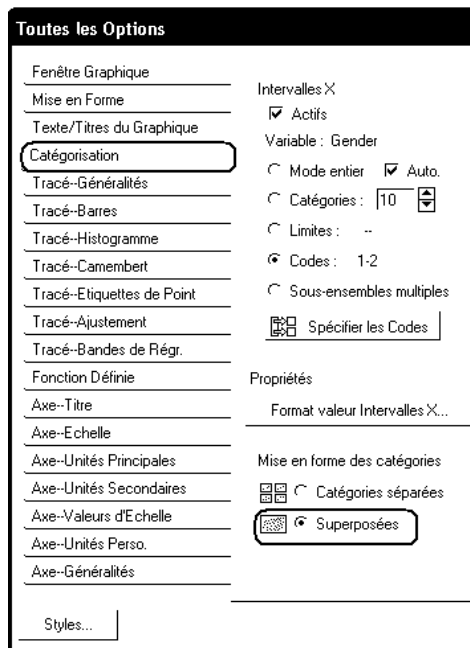 Toutes les Options
Fenêtre Graphique
Mise en Forme
Texte/Titres du Graphique
Catégorisation
Tracé--Généralités
Tracé--Barres
Tracé--Histogramme
Tracé--Camembert
Tracé--Etiquettes de Point
Tracé--Ajustement
Tracé--Bandes de Régr.
Fonction Définie
Axe--Titre
Axe--Echelle
Axe--Unités Principales
Axe--Unités Secondaires
Axe--Valeurs d'Echelle
Axe--Unités Perso.
Axe--Généralités
Styles...
Intervalles X
Actifs
Variable : Gender
Mode entier Auto.
Catégories : 10
Limites : --
Codes : 1-2
Sous-ensembles multiples
Spécifier les Codes
Propriétés
Format valeur Intervalles X...
Mise en forme des catégories
Catégories séparées
Superposées